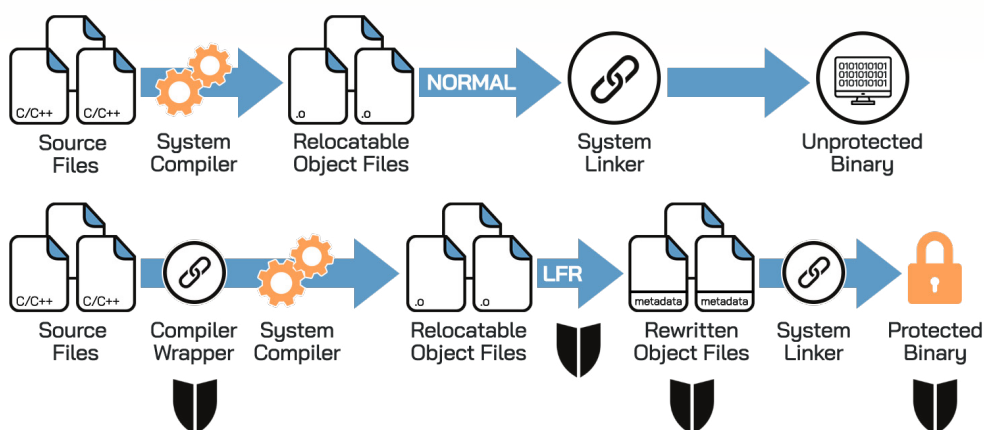 C/C++
C/C++
Source
Files
System
Compiler
.o
.o
Relocatable
Object Files
NORMAL
System
Linker
0101010101
0101010101
0101010101
Unprotected
Binary
C/C++
C/C++
Source
Files
Compiler
Wrapper
System
Compiler
.o
.o
Relocatable
Object Files
LFR
metadata
metadata
Rewritten
Object Files
System
Linker
Protected
Binary